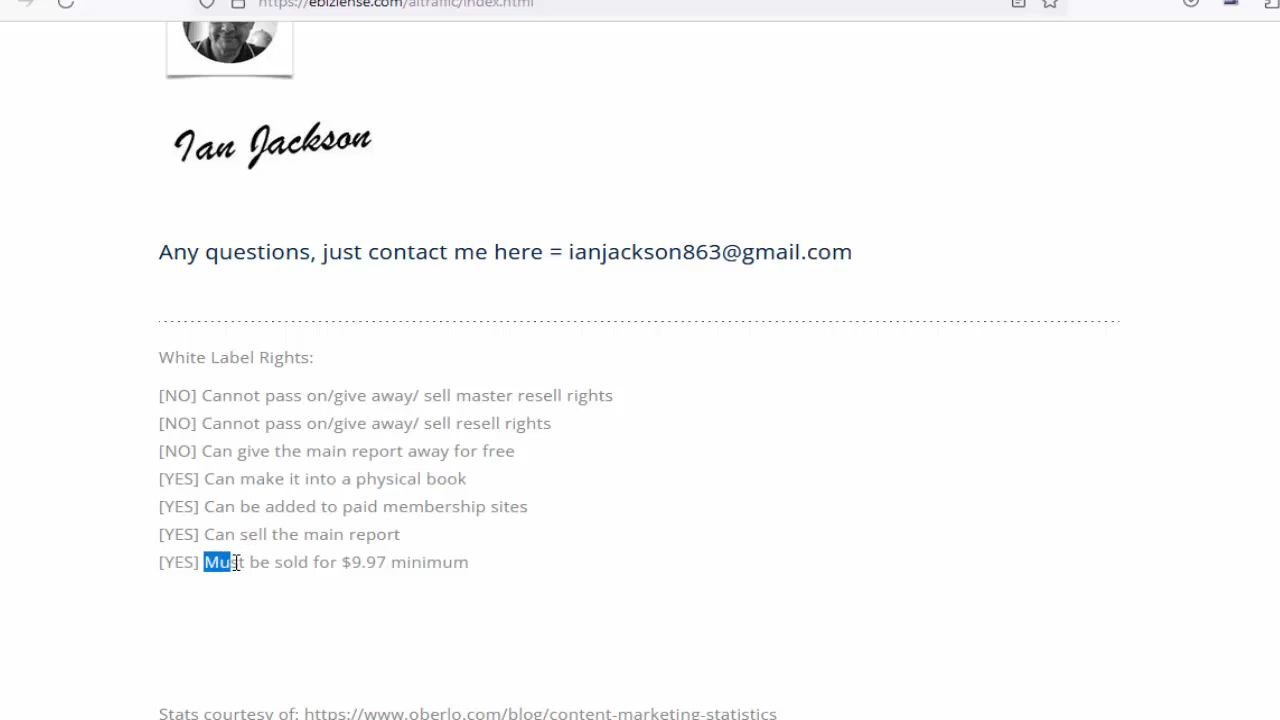 https://ebizlense.com/aitraffic/index.html
Ian Jackson
Any questions, just contact me here = ianjackson863@gmail.com
White Label Rights:
[NO] Cannot pass on/give away/ sell master resell rights
[NO] Cannot pass on/give away/ sell resell rights
[NO] Can give the main report away for free
[YES] Can make it into a physical book
[YES] Can be added to paid membership sites
[YES] Can sell the main report
[YES] Must be sold for $9.97 minimum
Stats courtesy of: https://www.oberlo.com/blog/content-marketing-statistics